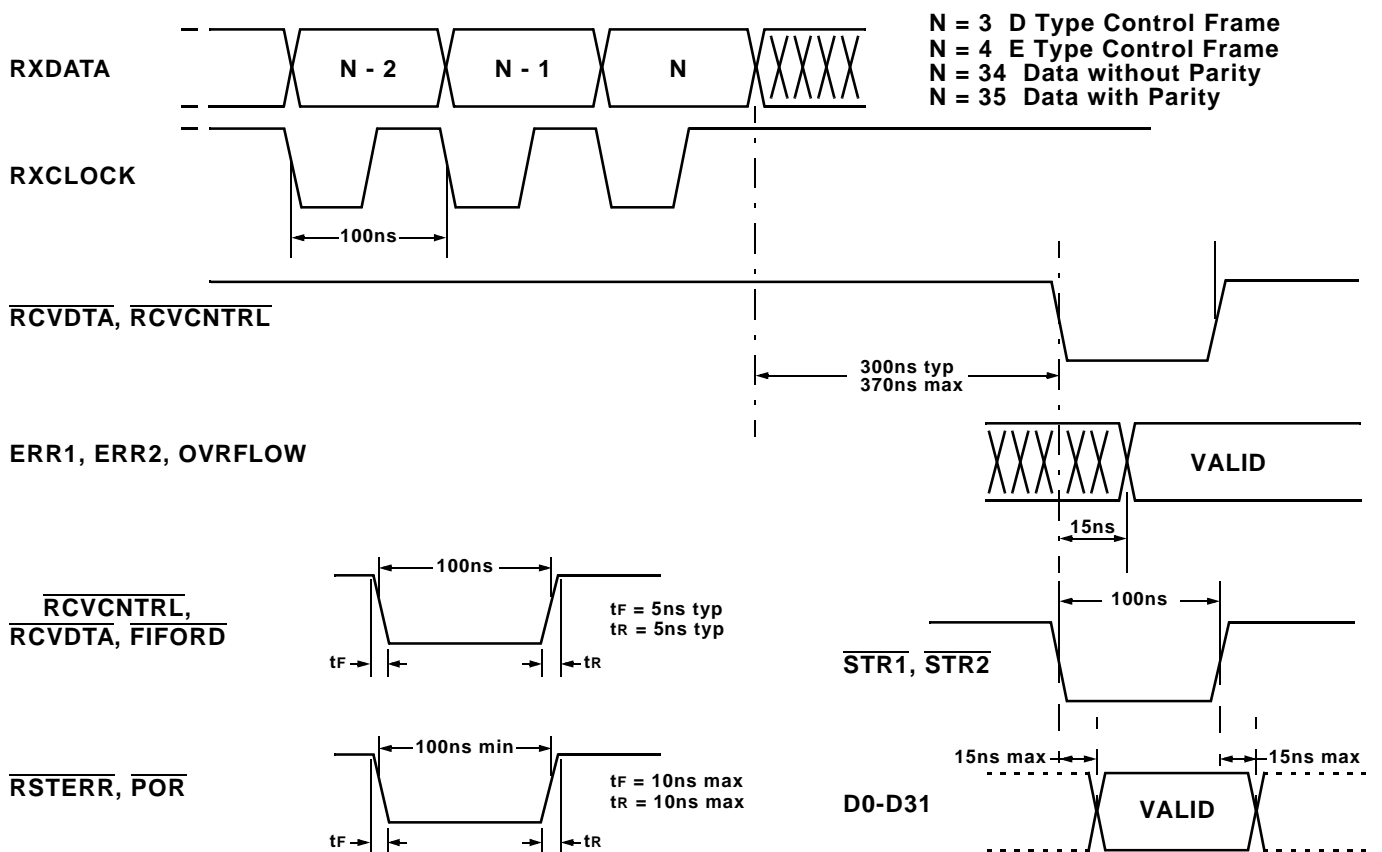 N = 3 D Type Control Frame
N = 4 E Type Control Frame
N = 34 Data without Parity
N = 35 Data with Parity
RXDATA
N - 2
N - 1
N
RXCLOCK
100ns
RCVDTA, RCVCNTRL
300ns typ
370ns max
ERR1, ERR2, OVRFLOW
VALID
15ns
RCVCNTRL,
RCVDTA, FIFORD
100ns
tF = 5ns typ
tR = 5ns typ
tF
tR
STR1, STR2
100ns
RSTERR, POR
100ns min
tF = 10ns max
tR = 10ns max
tF
tR
D0-D31
15ns max
15ns max
VALID